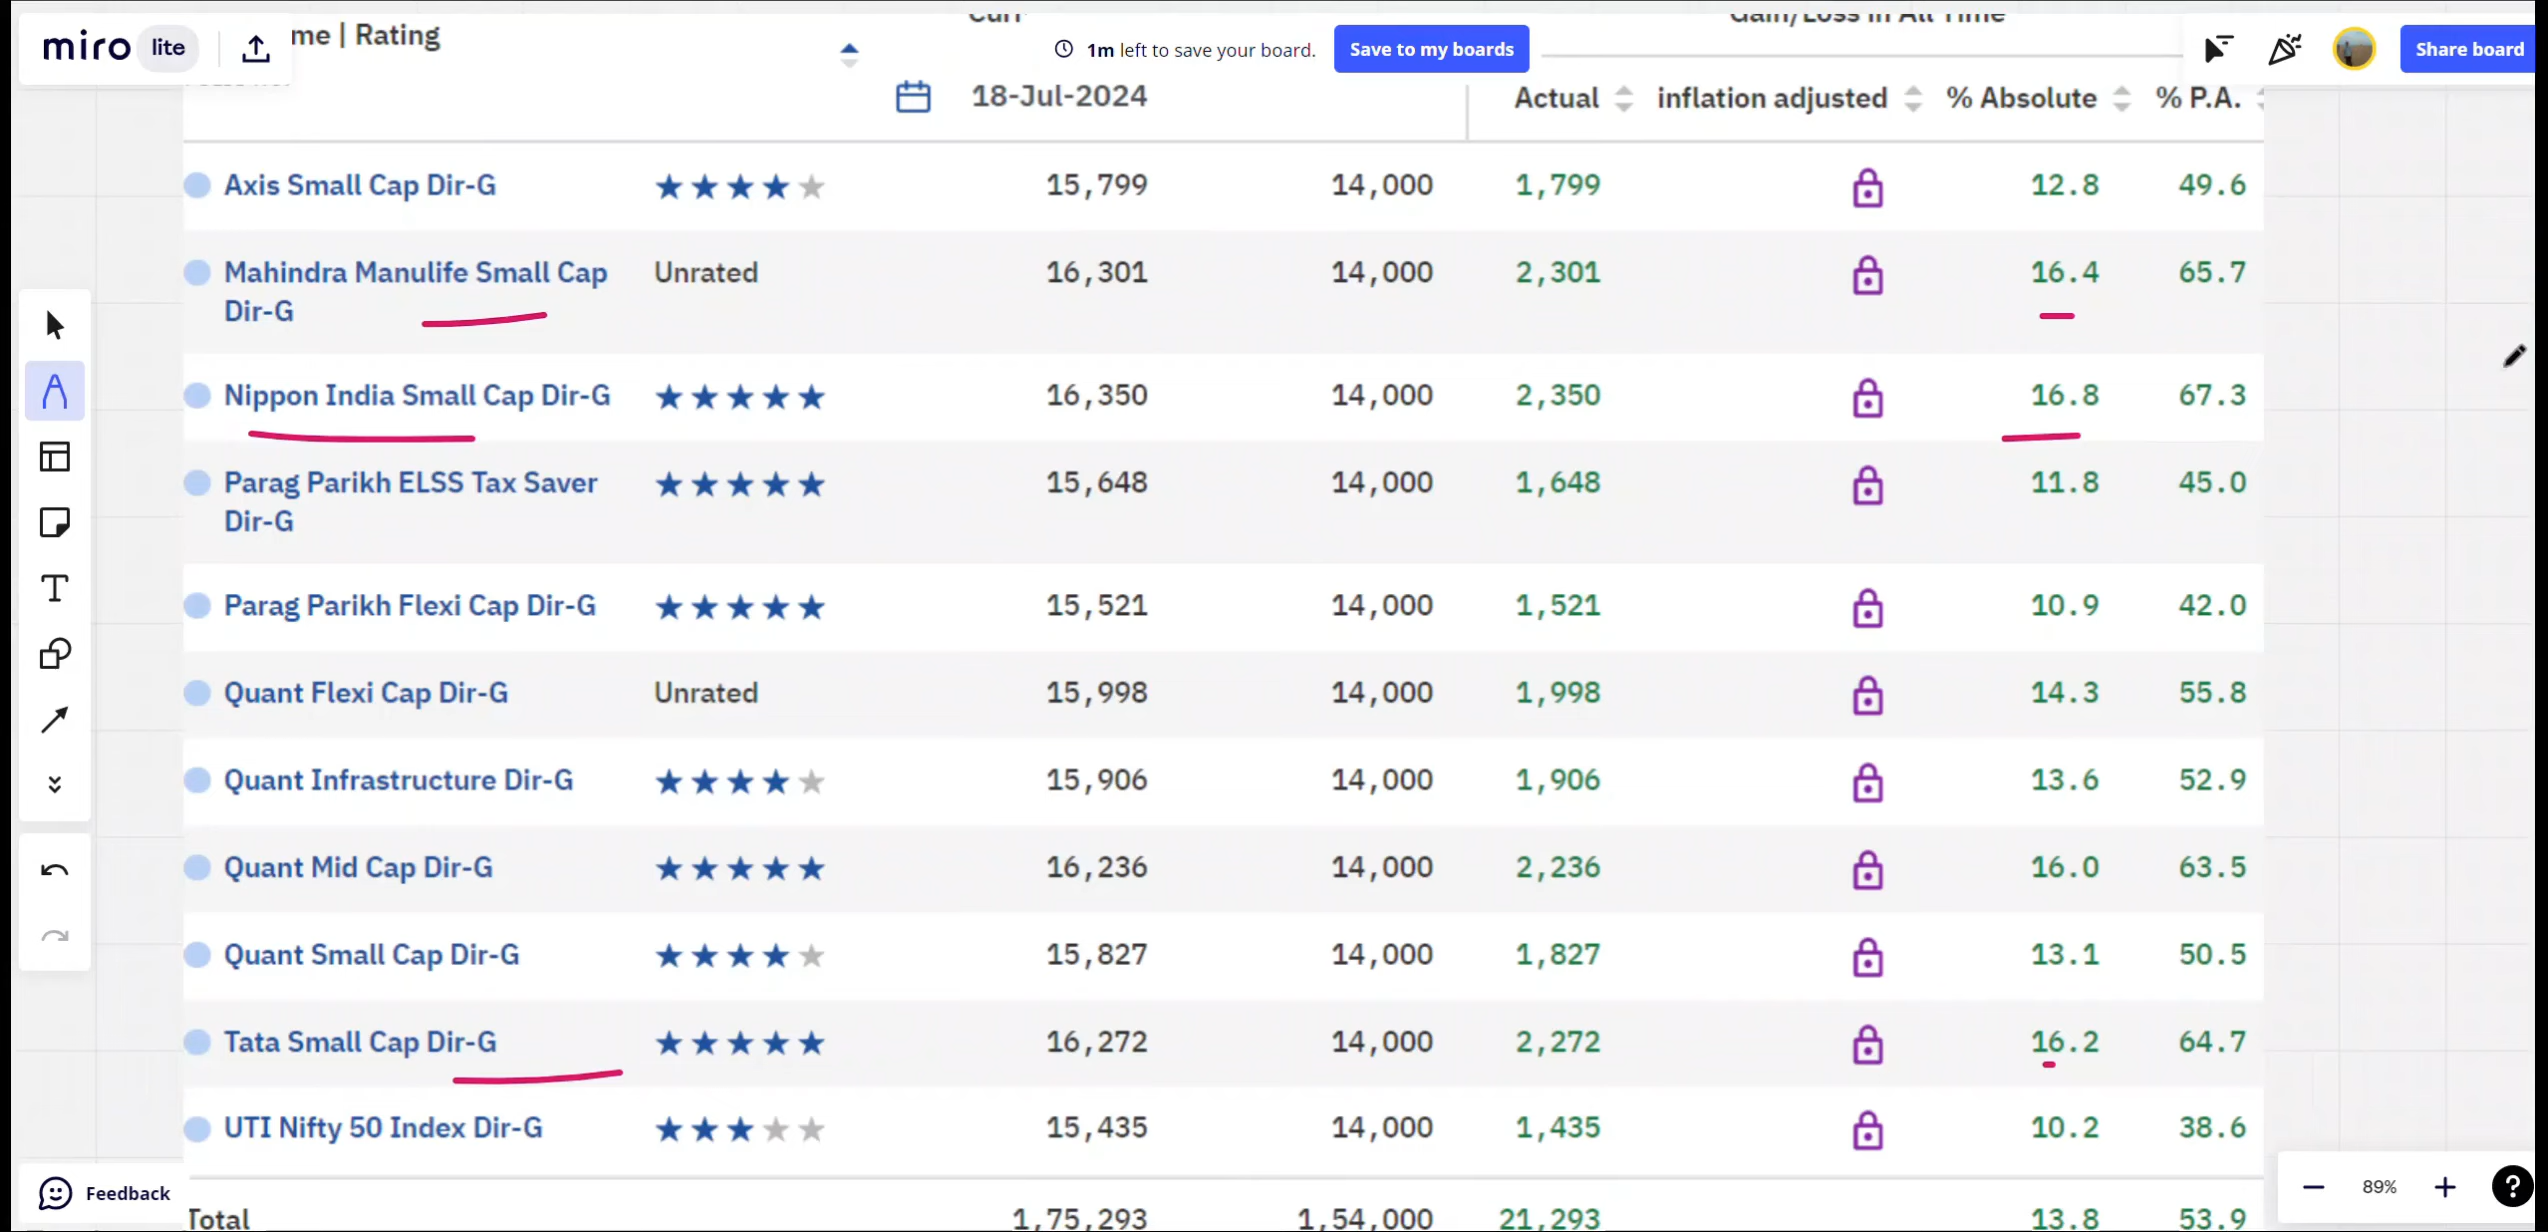 miro lite
me | Rating
1m left to save your board.
Save to my boards
Share board
18-Jul-2024
Actual inflation adjusted % Absolute % P.A.
Axis Small Cap Dir-G 15,799 14,000 1,799 12.8 49.6
Mahindra Manulife Small Cap Unrated 16,301 14,000 2,301 16.4 65.7
Dir-G
Nippon India Small Cap Dir-G 16,350 14,000 2,350 16.8 67.3
Parag Parikh ELSS Tax Saver 15,648 14,000 1,648 11.8 45.0
Dir-G
Parag Parikh Flexi Cap Dir-G 15,521 14,000 1,521 10.9 42.0
Quant Flexi Cap Dir-G Unrated 15,998 14,000 1,998 14.3 55.8
Quant Infrastructure Dir-G 15,906 14,000 1,906 13.6 52.9
Quant Mid Cap Dir-G 16,236 14,000 2,236 16.0 63.5
Quant Small Cap Dir-G 15,827 14,000 1,827 13.1 50.5
Tata Small Cap Dir-G 16,272 14,000 2,272 16.2 64.7
UTI Nifty 50 Index Dir-G 15,435 14,000 1,435 10.2 38.6
Total 1,75,293 1,54,000 21,293 13.8 53.9
Feedback
89%